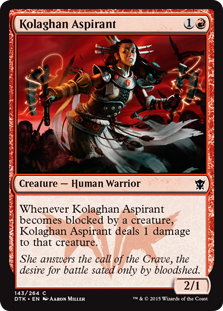 Kolaghan Aspirant 1
Creature — Human Warrior
Whenever Kolaghan Aspirant
becomes blocked by a creature,
Kolaghan Aspirant deals 1 damage
to that creature.
She answers the call of the Crave, the
desire for battle sated only by bloodshed.
2/1
143/264 C
DTK • EN Aaron Miller
™ & © 2015 Wizards of the Coast